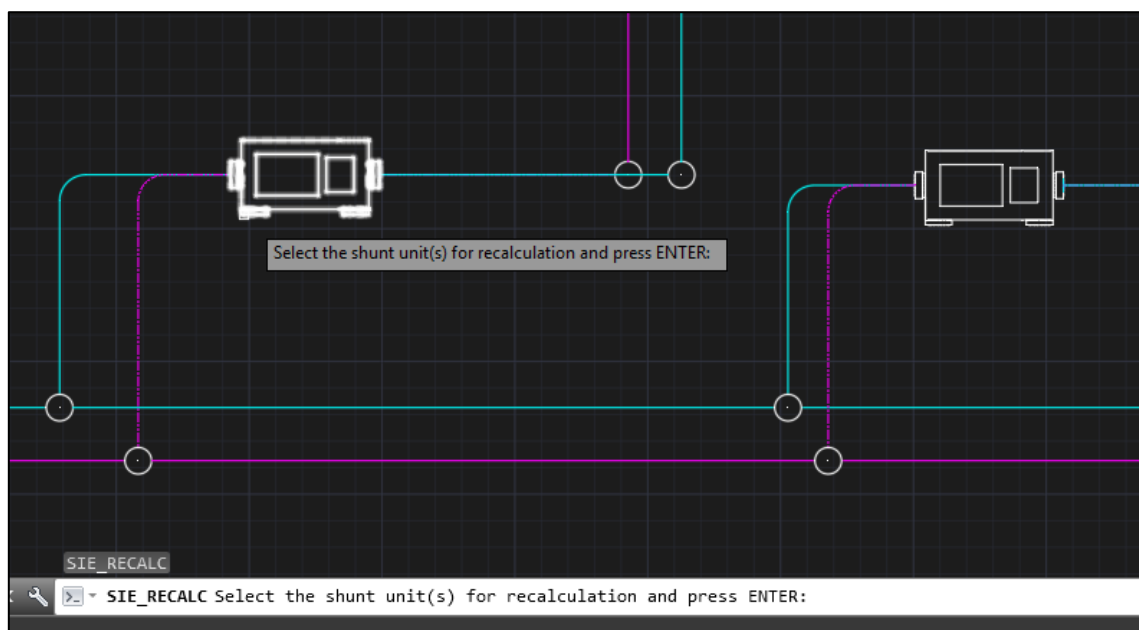 Select the shunt unit(s) for recalculation and press ENTER:
SIE_RECALC
SIE_RECALC Select the shunt unit(s) for recalculation and press ENTER: